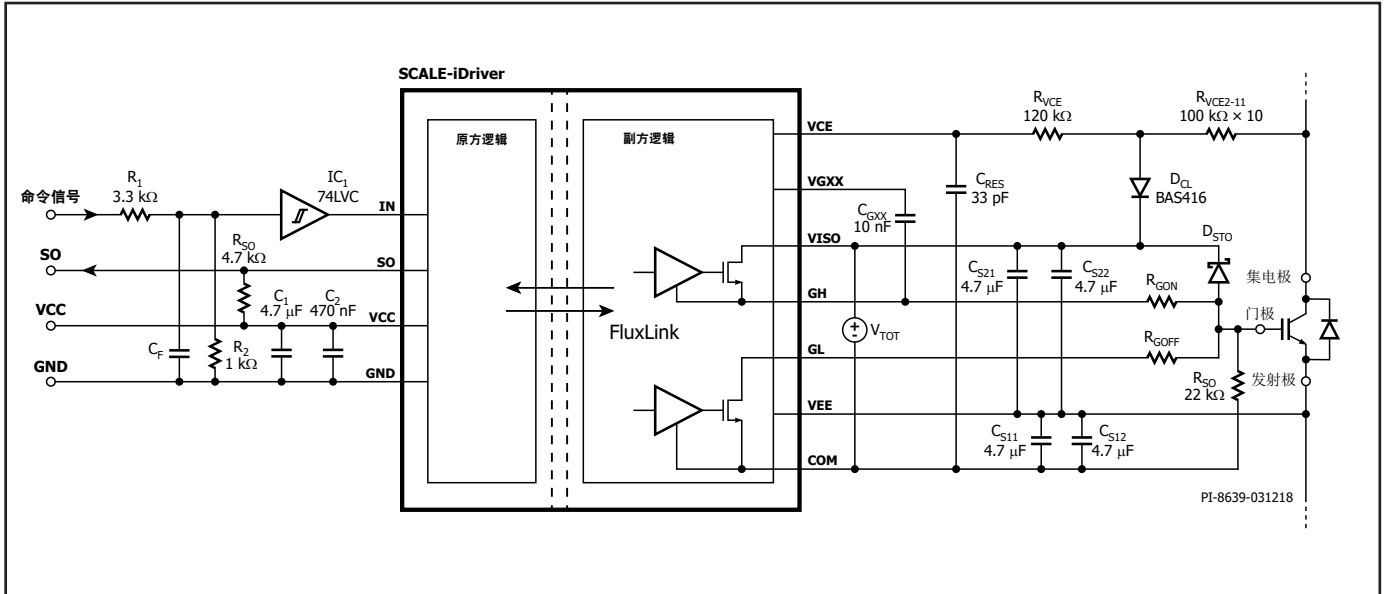 SCALE-iDriver
原方逻辑
副方逻辑
命令信号
R1
3.3 kΩ
IC1
74LVC
IN
SO
RSO
4.7 kΩ
SO
VCC
C1
4.7 μF
C2
470 nF
VCC
CF
R2
1 kΩ
GND
GND
FluxLink
VCE
VGXX
CGXX
10 nF
VISO
GH
VTOT
GL
VEE
COM
CRES
33 pF
RVCE
120 kΩ
RVCE2-11
100 kΩ × 10
DCL
BAS416
DSTO
CS21
4.7 μF
CS22
4.7 μF
RGON
RGOFF
集电极
门极
发射极
RSO
22 kΩ
CS11
4.7 μF
CS12
4.7 μF
PI-8639-031218